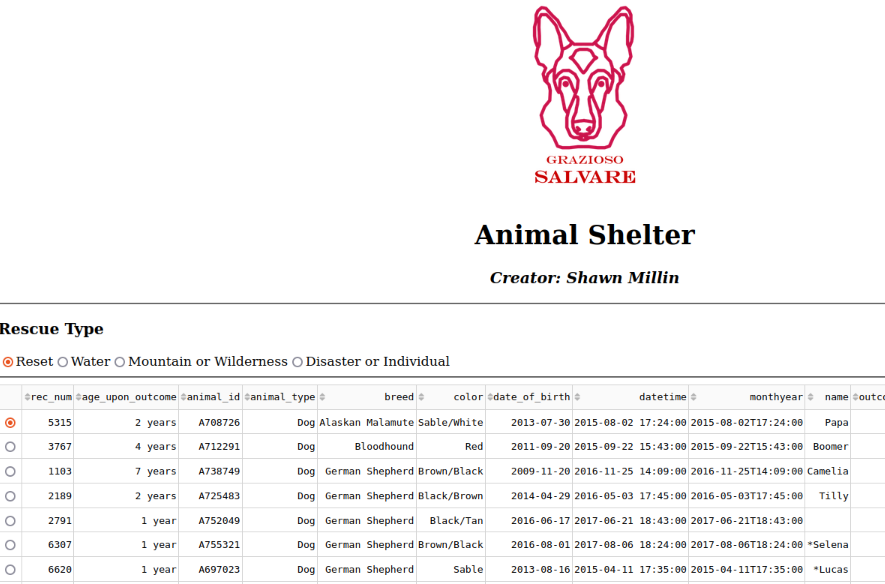 GRAZIOSO
SALVARE
Animal Shelter
Creator: Shawn Millin
Rescue Type
Reset Water Mountain or Wilderness Disaster or Individual
rec_num age_upon_outcome animal_id animal_type breed color date_of_birth datetime monthyear name outco
5315 2 years A708726 Dog Alaskan Malamute Sable/White 2013-07-30 2015-08-02 17:24:00 2015-08-02T17:24:00 Papa
3767 4 years A712291 Dog Bloodhound Red 2011-09-20 2015-09-22 15:43:00 2015-09-22T15:43:00 Boomer
1103 7 years A738749 Dog German Shepherd Brown/Black 2009-11-20 2016-11-25 14:09:00 2016-11-25T14:09:00 Camelia
2189 2 years A725483 Dog German Shepherd Black/Brown 2014-04-29 2016-05-03 17:45:00 2016-05-03T17:45:00 Tilly
2791 1 year A752049 Dog German Shepherd Black/Tan 2016-06-17 2017-06-21 18:43:00 2017-06-21T18:43:00
6307 1 year A755321 Dog German Shepherd Brown/Black 2016-08-01 2017-08-06 18:24:00 2017-08-06T18:24:00 *Selena
6620 1 year A697023 Dog German Shepherd Sable 2013-08-16 2015-04-11 17:35:00 2015-04-11T17:35:00 *Lucas